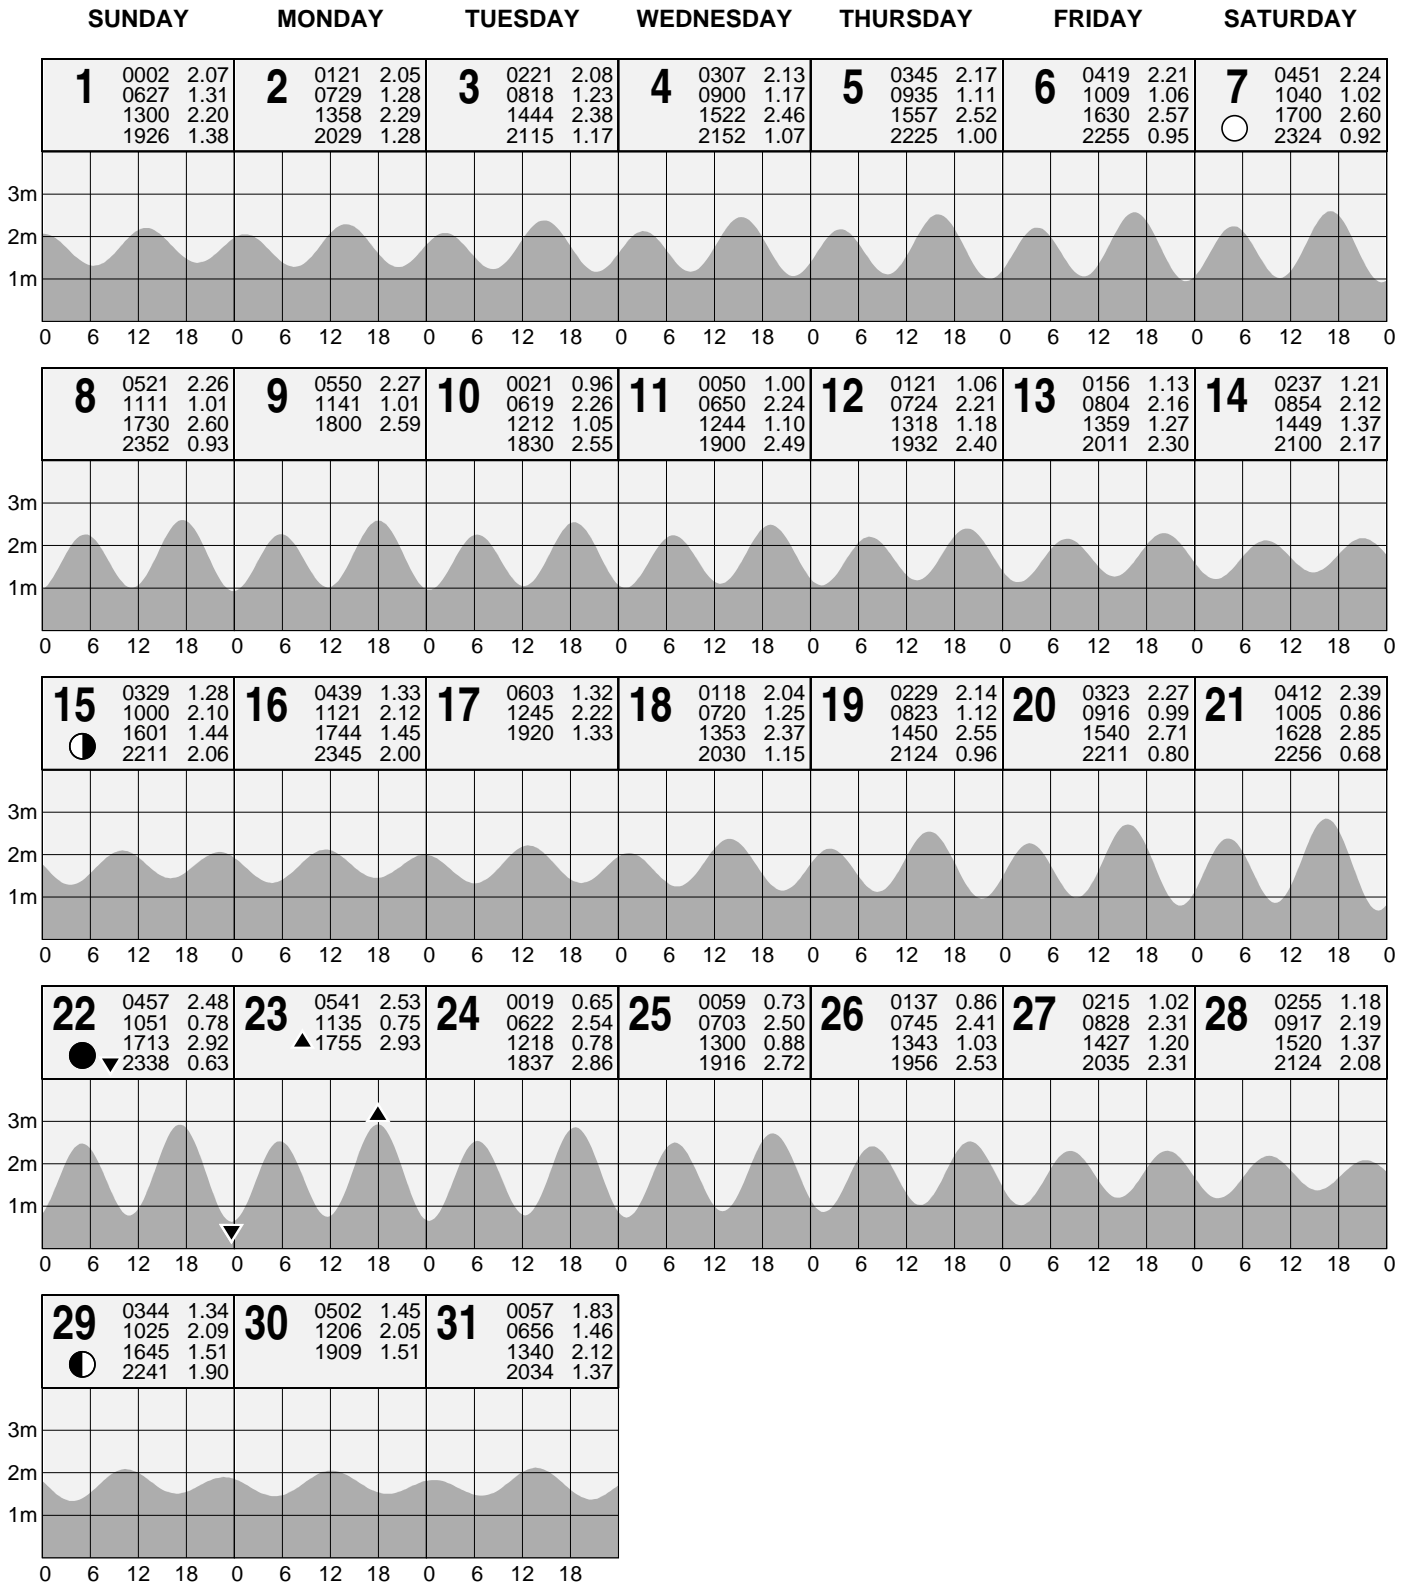 SUNDAY MONDAY TUESDAY WEDNESDAY THURSDAY FRIDAY SATURDAY
1 0002 2.07
0627 1.31
1300 2.20
1926 1.38
2 0121 2.05
0729 1.28
1358 2.29
2029 1.28
3 0221 2.08
0818 1.23
1444 2.38
2115 1.17
4 0307 2.13
0900 1.17
1522 2.46
2152 1.07
5 0345 2.17
0935 1.11
1557 2.52
2225 1.00
6 0419 2.21
1009 1.06
1630 2.57
2255 0.95
7 0451 2.24
1040 1.02
1700 2.60
2324 0.92
3m
2m
1m
0 6 12 18 0 6 12 18 0 6 12 18 0 6 12 18 0 6 12 18 0 6 12 18 0 6 12 18 0
8 0521 2.26
1111 1.01
1730 2.60
2352 0.93
9 0550 2.27
1141 1.01
1800 2.59
10 0021 0.96
0619 2.26
1212 1.05
1830 2.55
11 0050 1.00
0650 2.24
1244 1.10
1900 2.49
12 0121 1.06
0724 2.21
1318 1.18
1932 2.40
13 0156 1.13
0804 2.16
1359 1.27
2011 2.30
14 0237 1.21
0854 2.12
1449 1.37
2100 2.17
3m
2m
1m
0 6 12 18 0 6 12 18 0 6 12 18 0 6 12 18 0 6 12 18 0 6 12 18 0 6 12 18 0
15 0329 1.28
1000 2.10
1601 1.44
2211 2.06
16 0439 1.33
1121 2.12
1744 1.45
2345 2.00
17 0603 1.32
1245 2.22
1920 1.33
18 0118 2.04
0720 1.25
1353 2.37
2030 1.15
19 0229 2.14
0823 1.12
1450 2.55
2124 0.96
20 0323 2.27
0916 0.99
1540 2.71
2211 0.80
21 0412 2.39
1005 0.86
1628 2.85
2256 0.68
3m
2m
1m
0 6 12 18 0 6 12 18 0 6 12 18 0 6 12 18 0 6 12 18 0 6 12 18 0 6 12 18 0
22 0457 2.48
1051 0.78
1713 2.92
2338 0.63
23 0541 2.53
1135 0.75
1755 2.93
24 0019 0.65
0622 2.54
1218 0.78
1837 2.86
25 0059 0.73
0703 2.50
1300 0.88
1916 2.72
26 0137 0.86
0745 2.41
1343 1.03
1956 2.53
27 0215 1.02
0828 2.31
1427 1.20
2035 2.31
28 0255 1.18
0917 2.19
1520 1.37
2124 2.08
3m
2m
1m
0 6 12 18 0 6 12 18 0 6 12 18 0 6 12 18 0 6 12 18 0 6 12 18 0 6 12 18 0
29 0344 1.34
1025 2.09
1645 1.51
2241 1.90
30 0502 1.45
1206 2.05
1909 1.51
31 0057 1.83
0656 1.46
1340 2.12
2034 1.37
3m
2m
1m
0 6 12 18 0 6 12 18 0 6 12 18